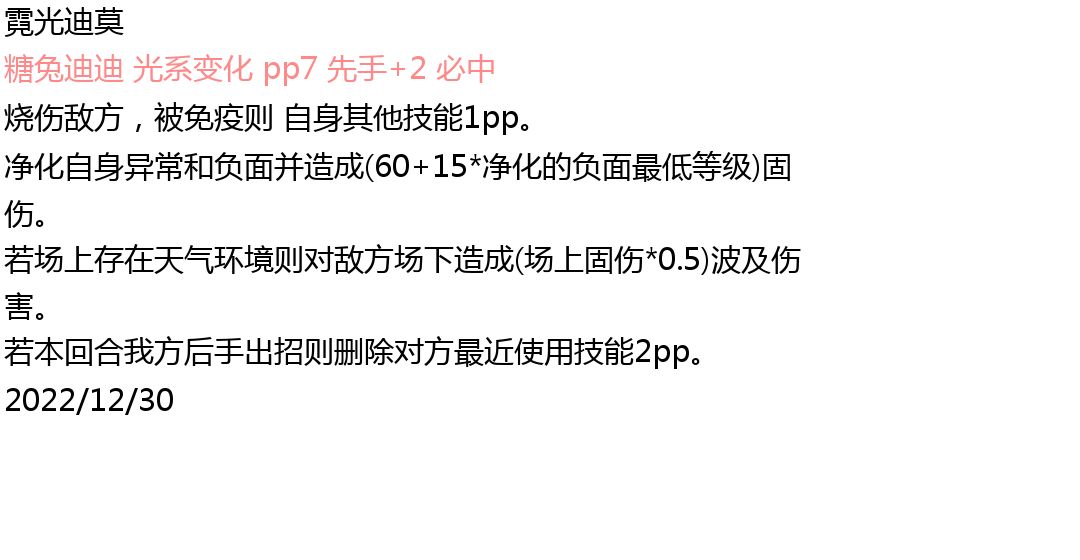 霓光迪莫
糖兔迪迪 光系变化 pp7 先手+2 必中
烧伤敌方，被免疫则 自身其他技能1pp。
净化自身异常和负面并造成(60+15*净化的负面最低等级)固
伤。
若场上存在天气环境则对敌方场下造成(场上固伤*0.5)波及伤
害。
若本回合我方后手出招则删除对方最近使用技能2pp。
2022/12/30